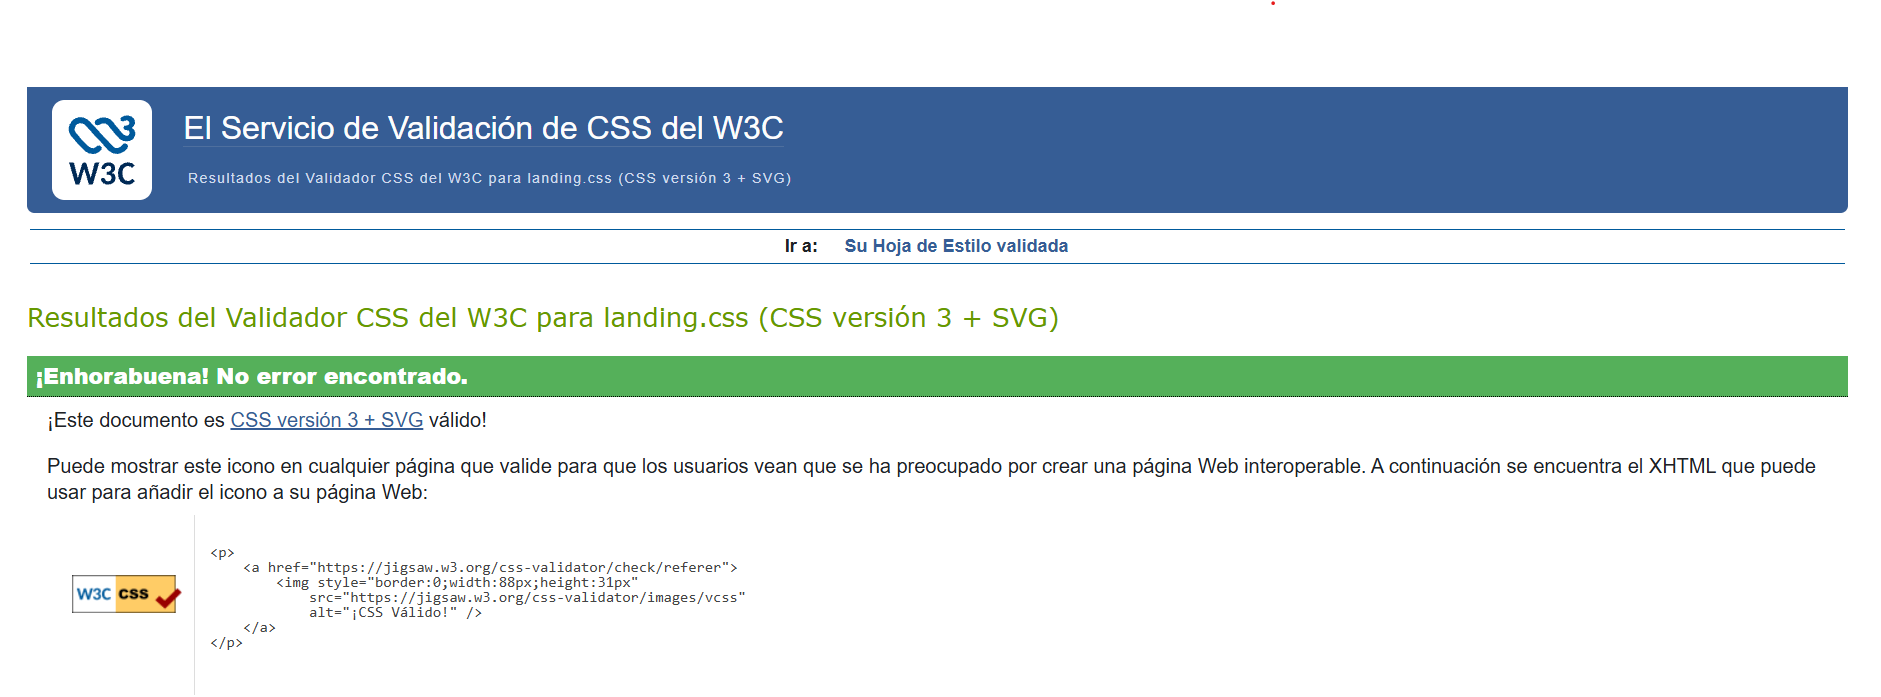 W3C
El Servicio de Validación de CSS del W3C
Resultados del Validador CSS del W3C para landing.css (CSS versión 3 + SVG)
Ir a: Su Hoja de Estilo validada
Resultados del Validador CSS del W3C para landing.css (CSS versión 3 + SVG)
¡Enhorabuena! No error encontrado.
¡Este documento es CSS versión 3 + SVG válido!
Puede mostrar este icono en cualquier página que valide para que los usuarios vean que se ha preocupado por crear una página Web interoperable. A continuación se encuentra el XHTML que puede
usar para añadir el icono a su página Web:
W3C CSS
<p>
    <a href="https://jigsaw.w3.org/css-validator/check/referer">
        <img style="border:0;width:88px;height:31px"
            src="https://jigsaw.w3.org/css-validator/images/vcss"
            alt="¡CSS Válido!" />
    </a>
</p>